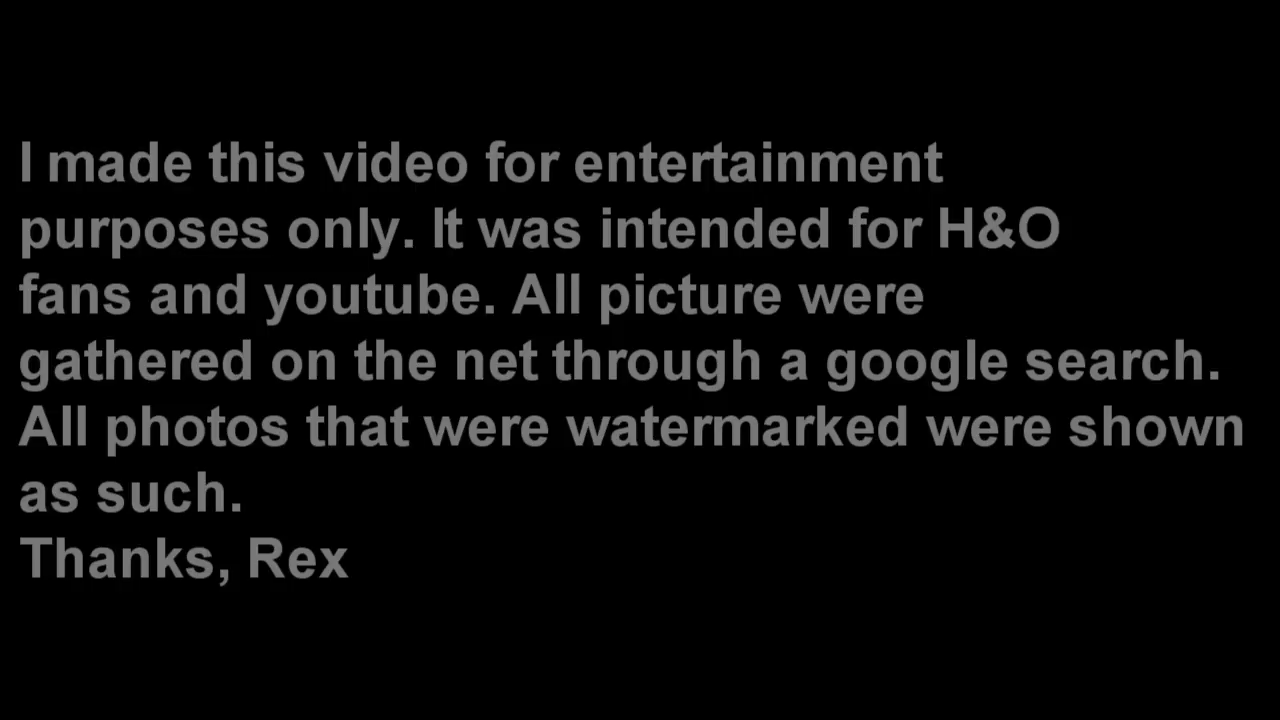 I made this video for entertainment
purposes only. It was intended for H&O
fans and youtube. All picture were
gathered on the net through a google search.
All photos that were watermarked were shown
as such.
Thanks, Rex